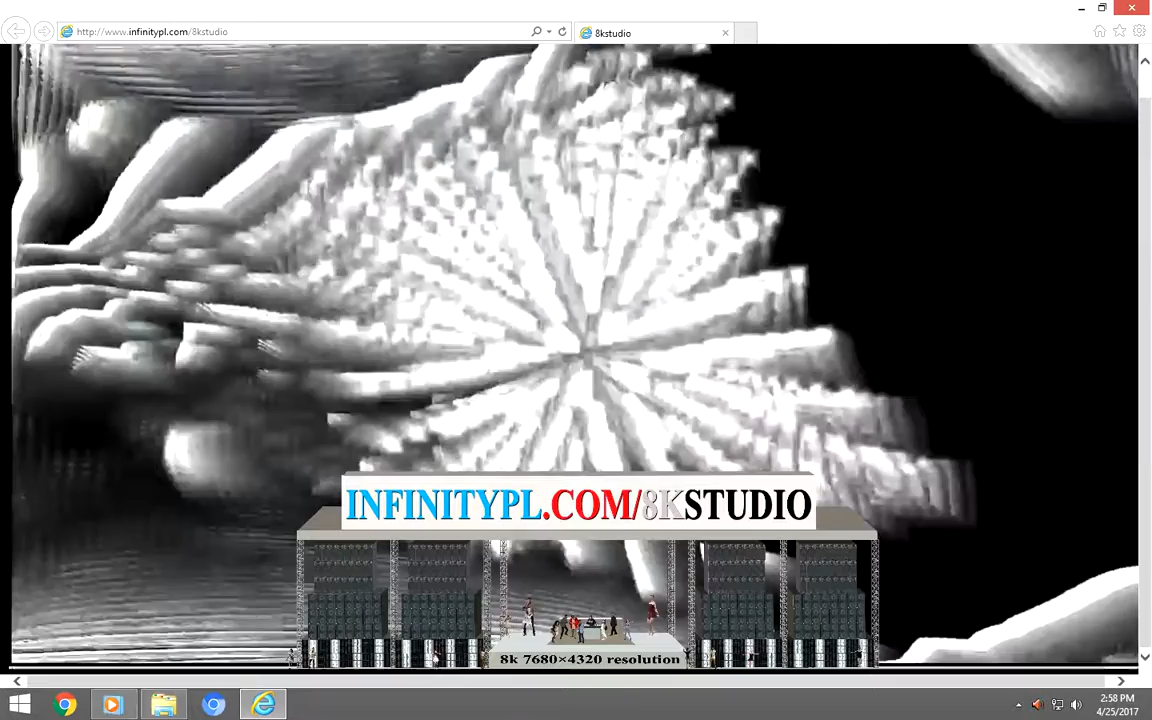 http://www.infinitypl.com/8kstudio
8kstudio
INFINITYPL.COM/8KSTUDIO
8k 7680×4320 resolution
2:58 PM
4/25/2017